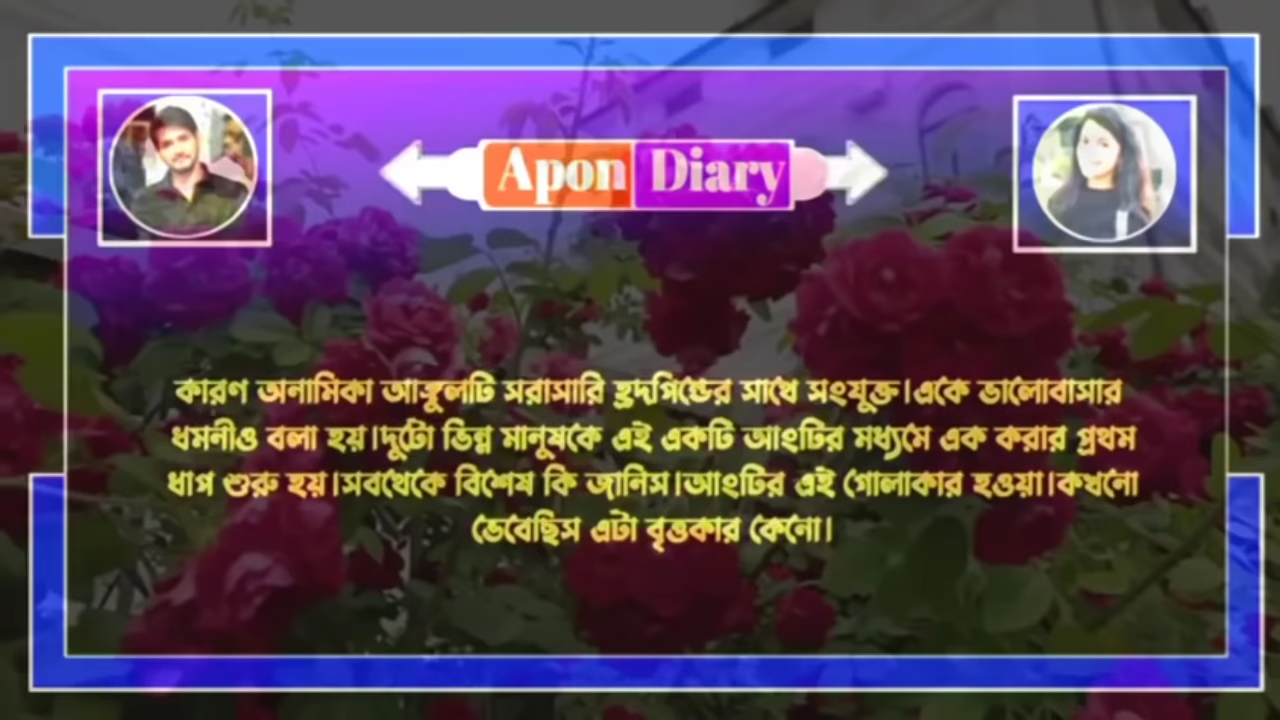 Apon Diary
কারণ অনামিকা আঙ্গুলটি সরাসারি হ্রদপিন্ডের সাথে সংযুক্ত।একে ভালোবাসার
ধমনীও বলা হয়।দুটো ভিন্ন মানুষকে এই একটি আংটির মধ্যমে এক করার প্রথম
ধাপ শুরু হয়।সবথেকে বিশেষ কি জানিস।আংটির এই গোলাকার হওয়া।কখনো
ভেবেছিস এটা বৃত্তকার কেনো।